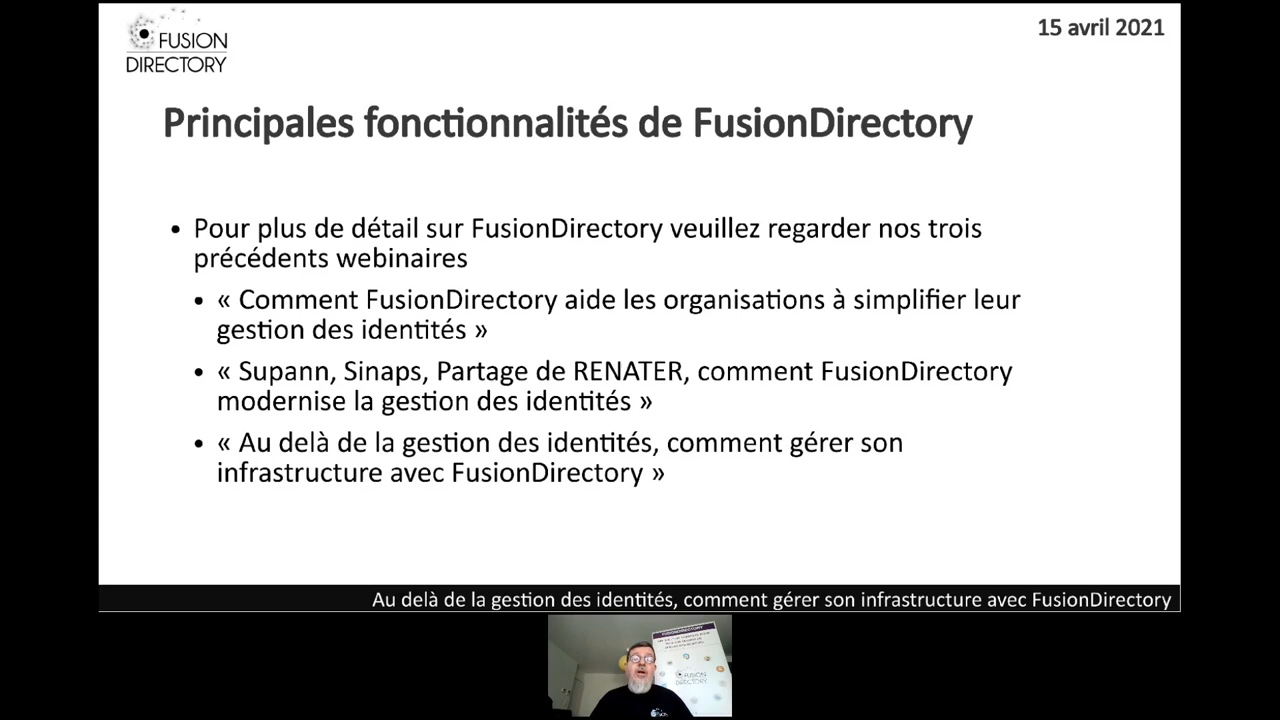 FUSION
DIRECTORY
15 avril 2021
Principales fonctionnalités de FusionDirectory
• Pour plus de détail sur FusionDirectory veuillez regarder nos trois
précédents webinaires
• « Comment FusionDirectory aide les organisations à simplifier leur
gestion des identités »
• « Supann, Sinaps, Partage de RENATER, comment FusionDirectory
modernise la gestion des identités »
• « Au delà de la gestion des identités, comment gérer son
infrastructure avec FusionDirectory »
Au delà de la gestion des identités, comment gérer son infrastructure avec FusionDirectory
FUSIONDIRECTORY
FUSION
DIRECTORY